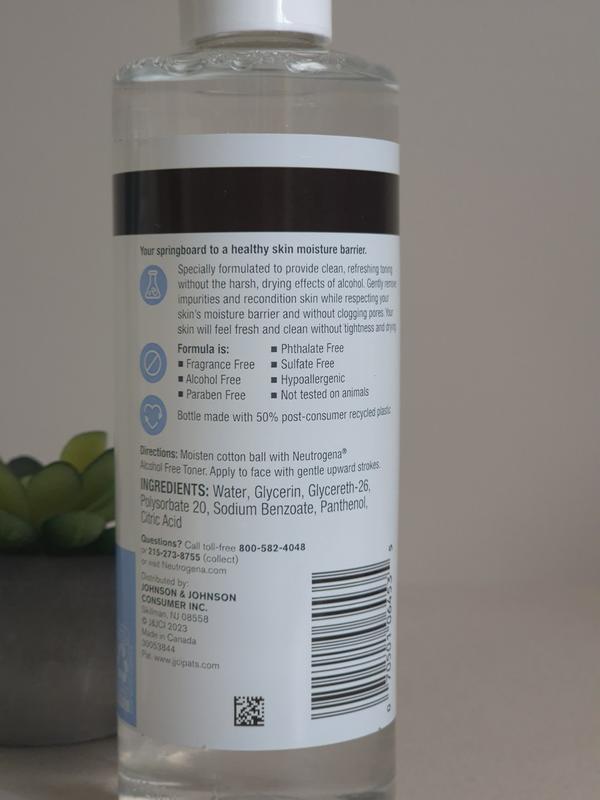 Your springboard to a healthy skin moisture barrier.
Specially formulated to provide clean, refreshing toning
without the harsh, drying effects of alcohol. Gently remove
impurities and recondition skin while respecting your
skin's moisture barrier and without clogging pores. Your
skin will feel fresh and clean without tightness and drying.
Formula is:
■ Fragrance Free
■ Alcohol Free
■ Paraben Free
■ Phthalate Free
■ Sulfate Free
■ Hypoallergenic
■ Not tested on animals
Bottle made with 50% post-consumer recycled plastic
Directions: Moisten cotton ball with Neutrogena®
Alcohol Free Toner. Apply to face with gentle upward strokes.
INGREDIENTS: Water, Glycerin, Glycereth-26,
Polysorbate 20, Sodium Benzoate, Panthenol,
Citric Acid
Questions? Call toll-free 800-582-4048
or 215-273-8755 (collect)
or visit Neutrogena.com
Distributed by:
JOHNSON & JOHNSON
CONSUMER INC.
Skillman, NJ 08558
© J&JCI 2023
Made in Canada
30053844
Pat. www.jjcipats.com